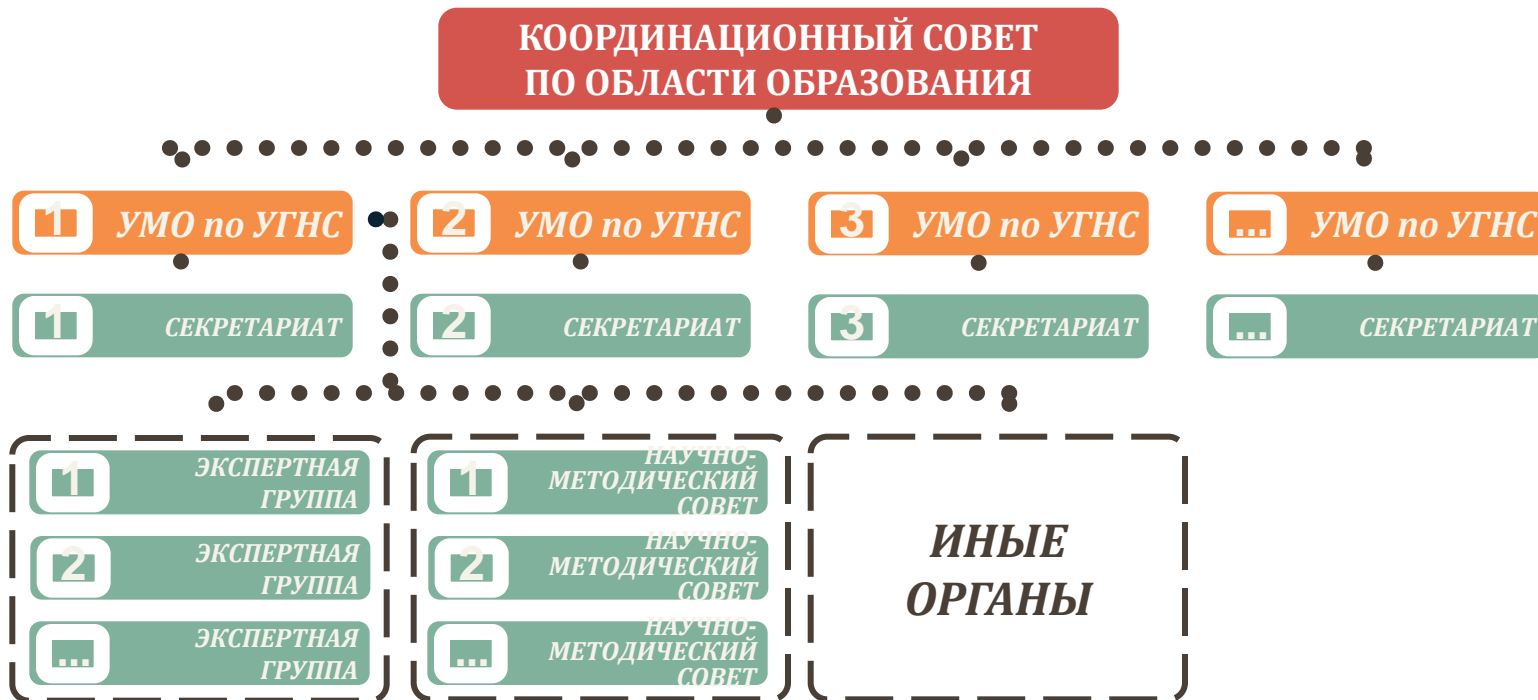 КООРДИНАЦИОННЫЙ СОВЕТ
ПО ОБЛАСТИ ОБРАЗОВАНИЯ
1 УМО по УГНС
2 УМО по УГНС
3 УМО по УГНС
... УМО по УГНС
1 СЕКРЕТАРИАТ
2 СЕКРЕТАРИАТ
3 СЕКРЕТАРИАТ
... СЕКРЕТАРИАТ
1 ЭКСПЕРТНАЯ
ГРУППА
2 ЭКСПЕРТНАЯ
ГРУППА
... ЭКСПЕРТНАЯ
ГРУППА
НАУЧНО-
1 МЕТОДИЧЕСКИЙ
СОВЕТ
НАУЧНО-
2 МЕТОДИЧЕСКИЙ
СОВЕТ
НАУЧНО-
... МЕТОДИЧЕСКИЙ
СОВЕТ
ИНЫЕ
ОРГАНЫ